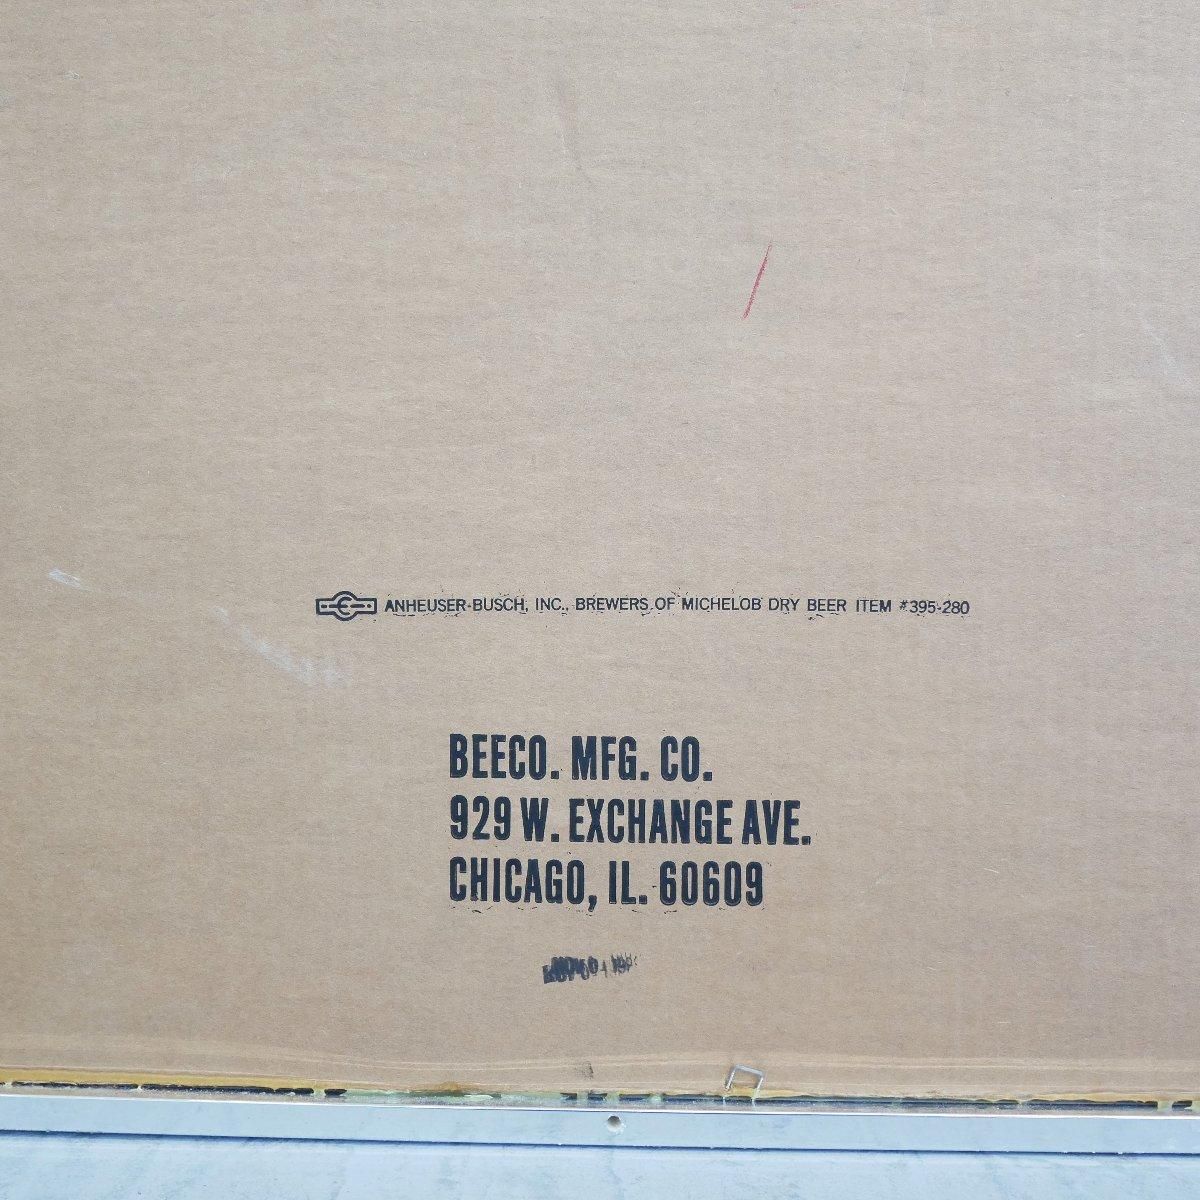 ANHEUSER-BUSCH, INC., BREWERS OF MICHELOB DRY BEER ITEM #395-280
BEECO. MFG. CO.
929 W. EXCHANGE AVE.
CHICAGO, IL. 60609